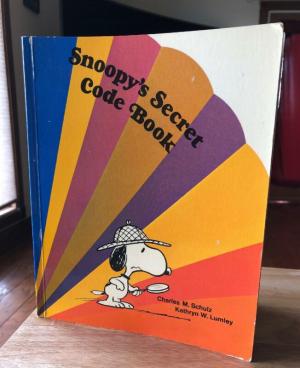 Snoopy's Secret
Code Book
Charles M. Schulz
Kathryn W. Lumley